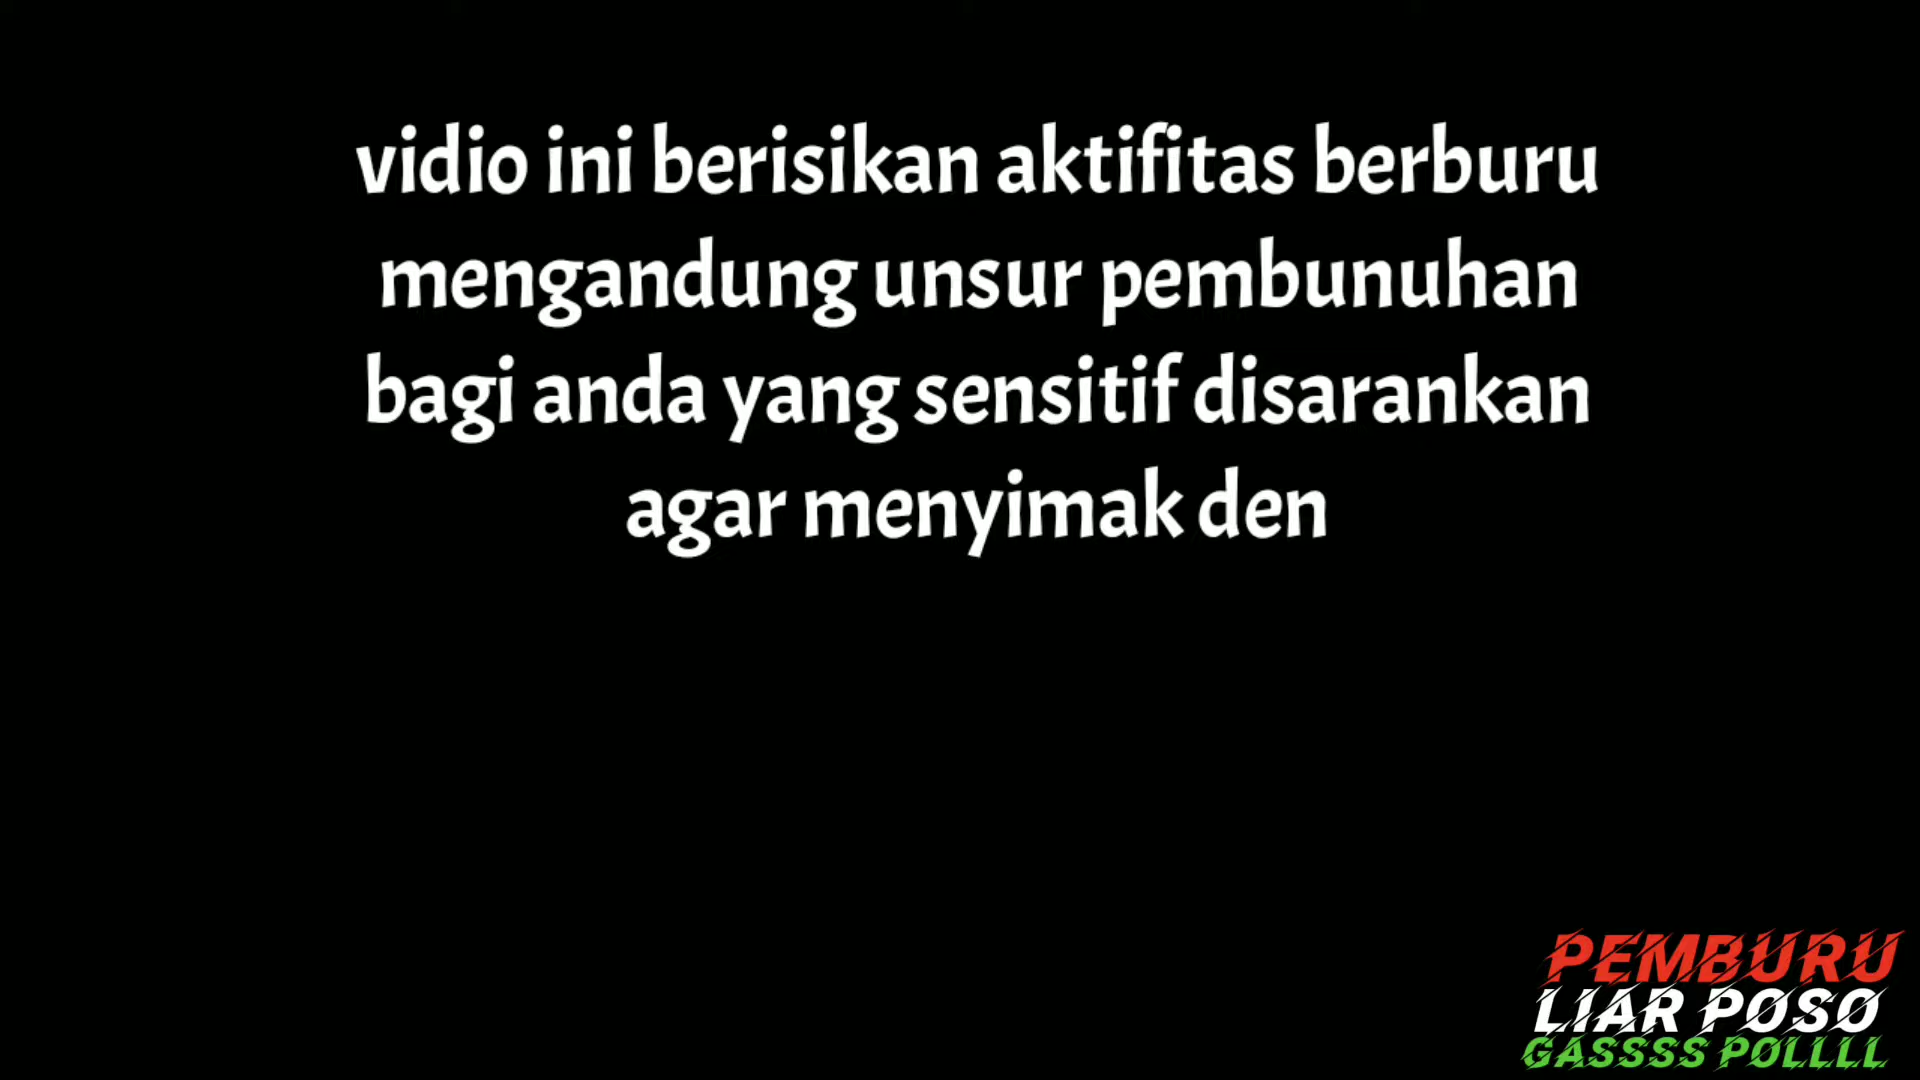 vidio ini berisikan aktifitas berburu
mengandung unsur pembunuhan
bagi anda yang sensitif disarankan
agar menyimak den
PEMBURU
LIAR POSO
GASSSS POLLLL